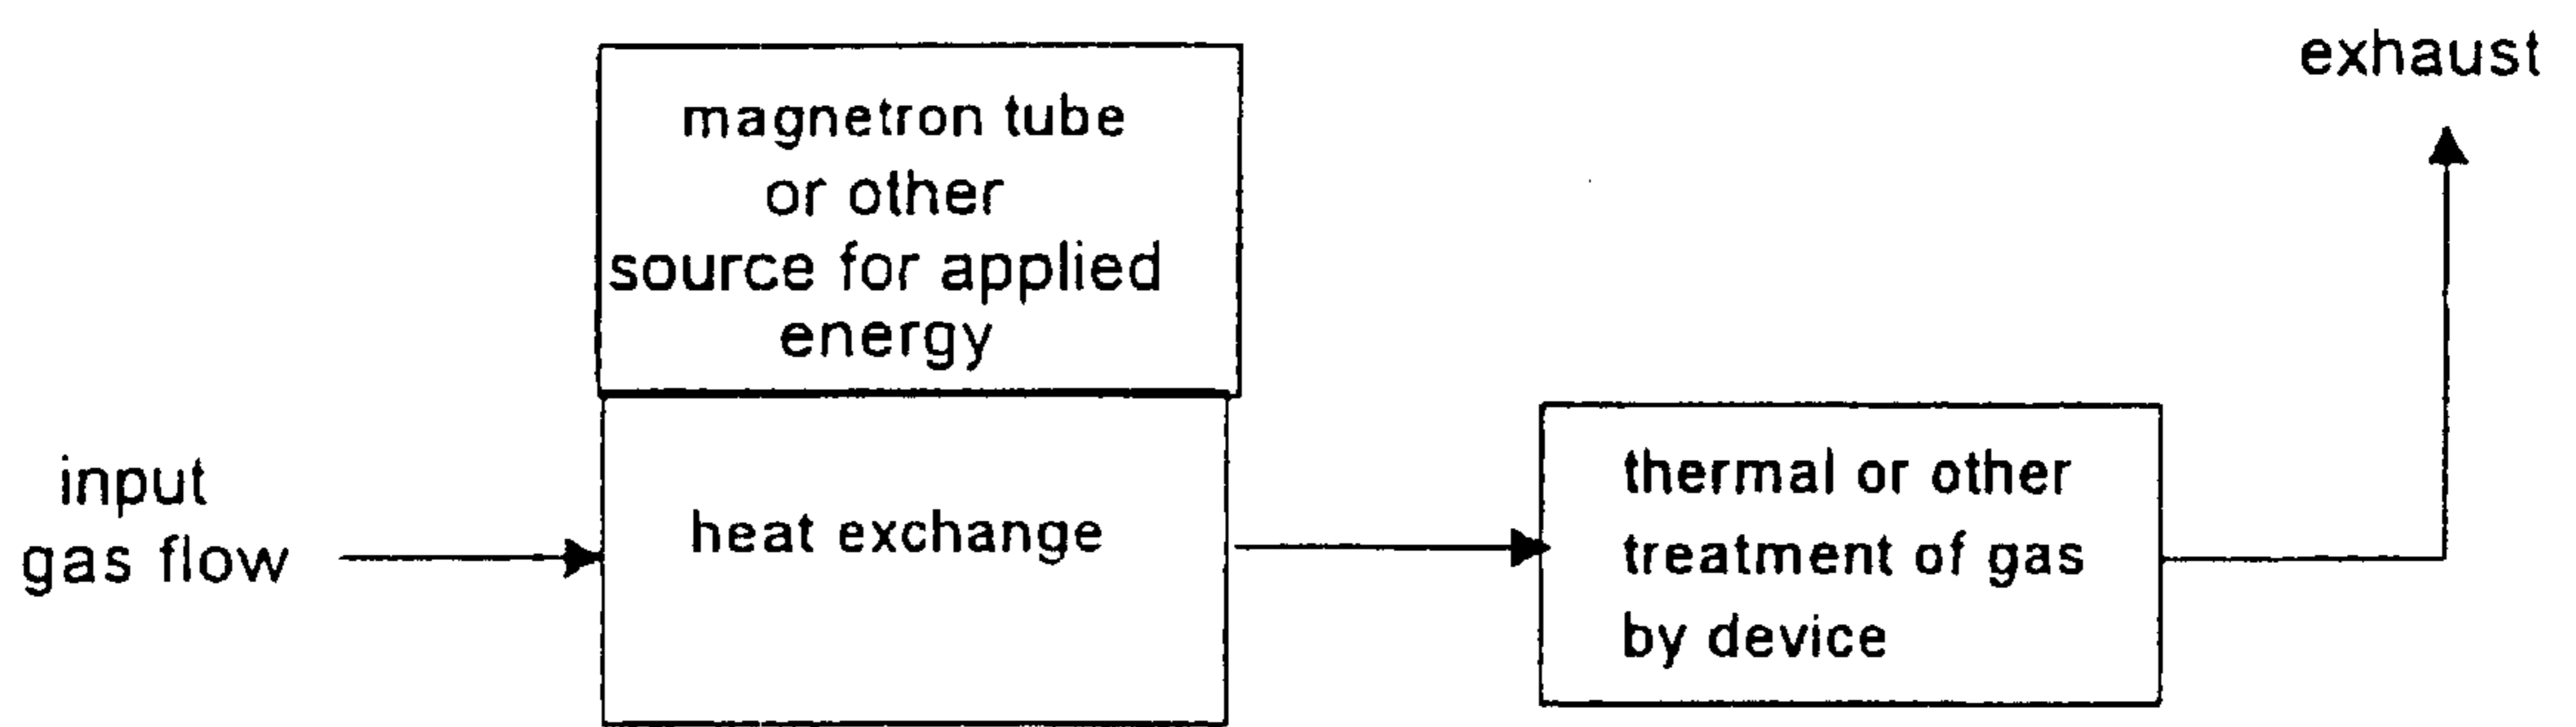 exhaust
magnetron tube
or other
source for applied
energy
input
gas flow
heat exchange
thermal or other
treatment of gas
by device